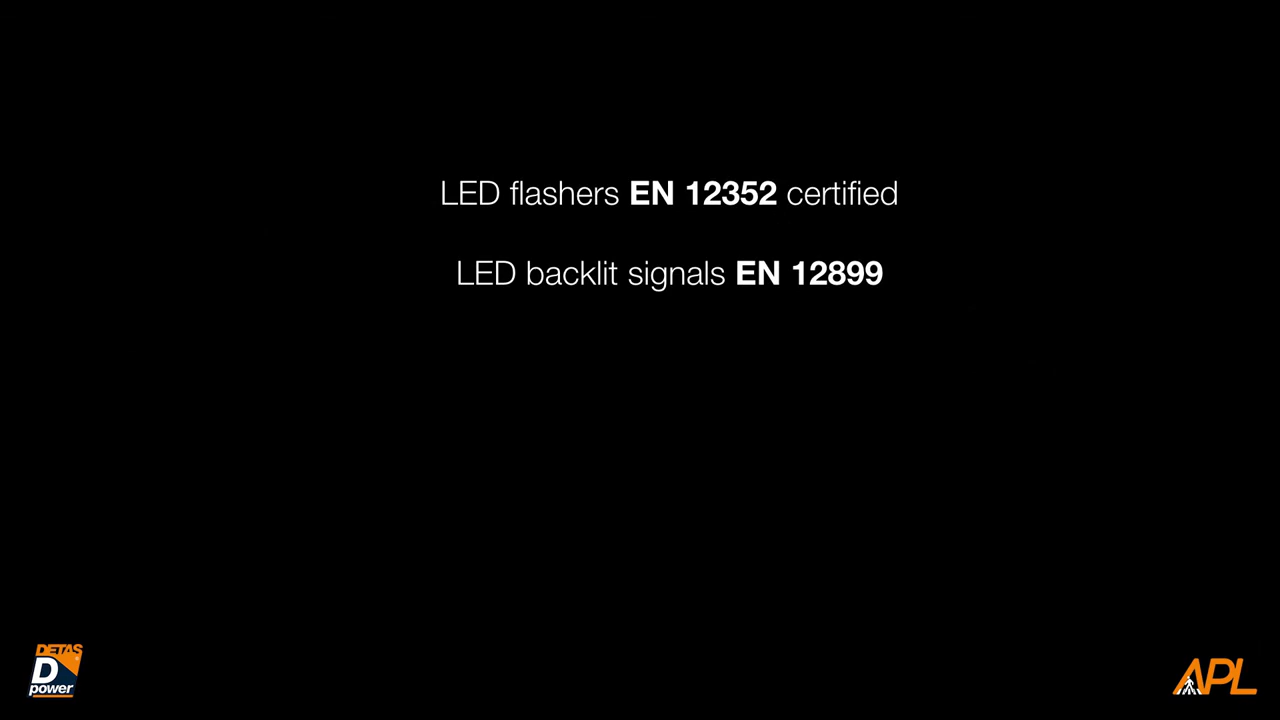 LED flashers EN 12352 certified
LED backlit signals EN 12899
DETAS
D
power
APL